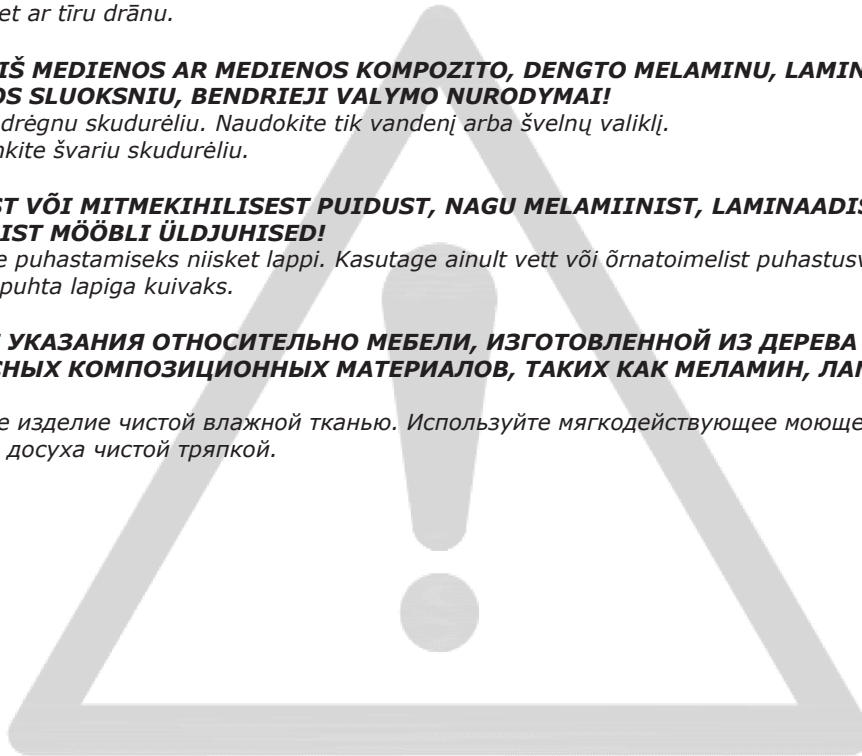 et ar tīru drānu.
IŠ MEDIENOS AR MEDIENOS KOMPOZITO, DENGTO MELAMINU, LAMIN
OS SLUOKSNIU, BENDRIEJI VALYMO NURODYMAI!
drėgnu skudurėliu. Naudokite tik vandenį arba švelnų valiklį.
kite švariu skudurėliu.
ST VÕI MITMEKIHILISEST PUIDUST, NAGU MELAMIINIST, LAMINAADIS
IST MÖÖBLI ÜLDJUHISED!
e puhastamiseks niisket lappi. Kasutage ainult vett või õrnatoimelist puhastusv
puhta lapiga kuivaks.
УКАЗАНИЯ ОТНОСИТЕЛЬНО МЕБЕЛИ, ИЗГОТОВЛЕННОЙ ИЗ ДЕРЕВА
СНЫХ КОМПОЗИЦИОННЫХ МАТЕРИАЛОВ, ТАКИХ КАК МЕЛАМИН, ЛА
е изделие чистой влажной тканью. Используйте мягкодействующее моюще
досуха чистой тряпкой.